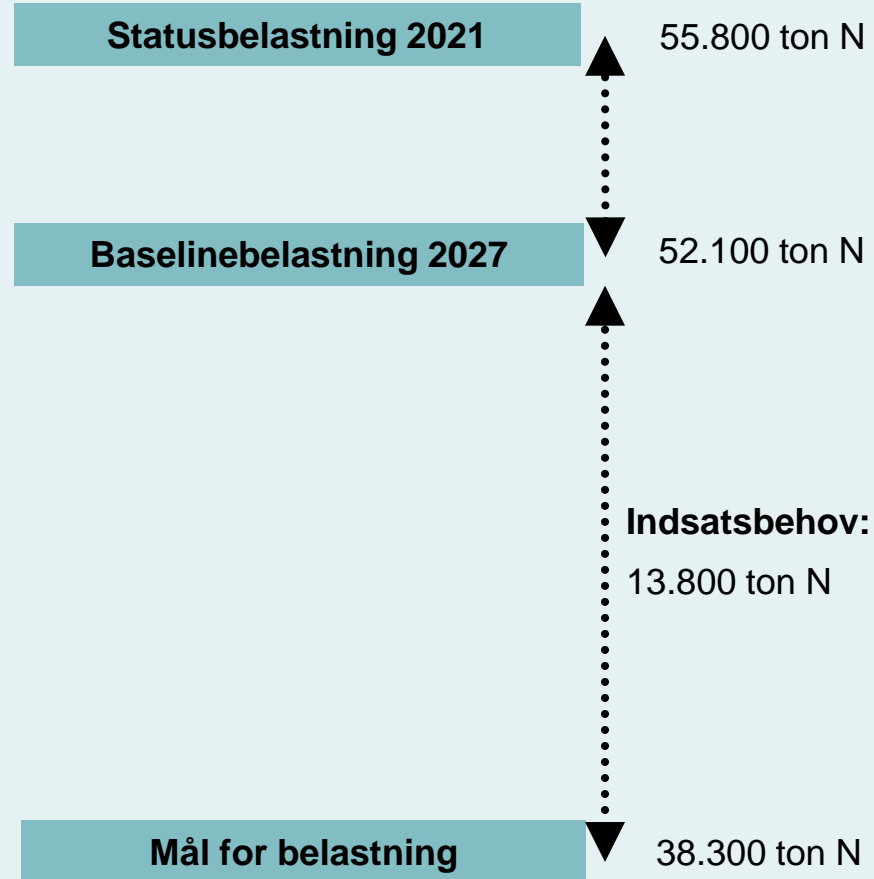 Statusbelastning 2021
55.800 ton N
Baselinebelastning 2027
52.100 ton N
Indsatsbehov:
13.800 ton N
Mål for belastning
38.300 ton N